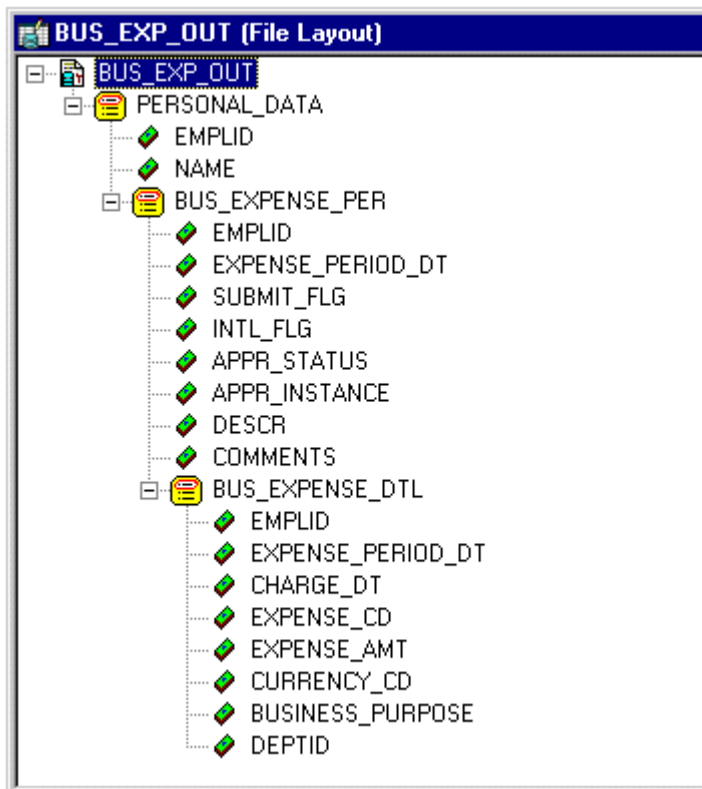 BUS_EXP_OUT (File Layout)
BUS_EXP_OUT
PERSONAL_DATA
EMPLID
NAME
BUS_EXPENSE_PER
EMPLID
EXPENSE_PERIOD_DT
SUBMIT_FLG
INTL_FLG
APPR_STATUS
APPR_INSTANCE
DESCR
COMMENTS
BUS_EXPENSE_DTL
EMPLID
EXPENSE_PERIOD_DT
CHARGE_DT
EXPENSE_CD
EXPENSE_AMT
CURRENCY_CD
BUSINESS_PURPOSE
DEPTID